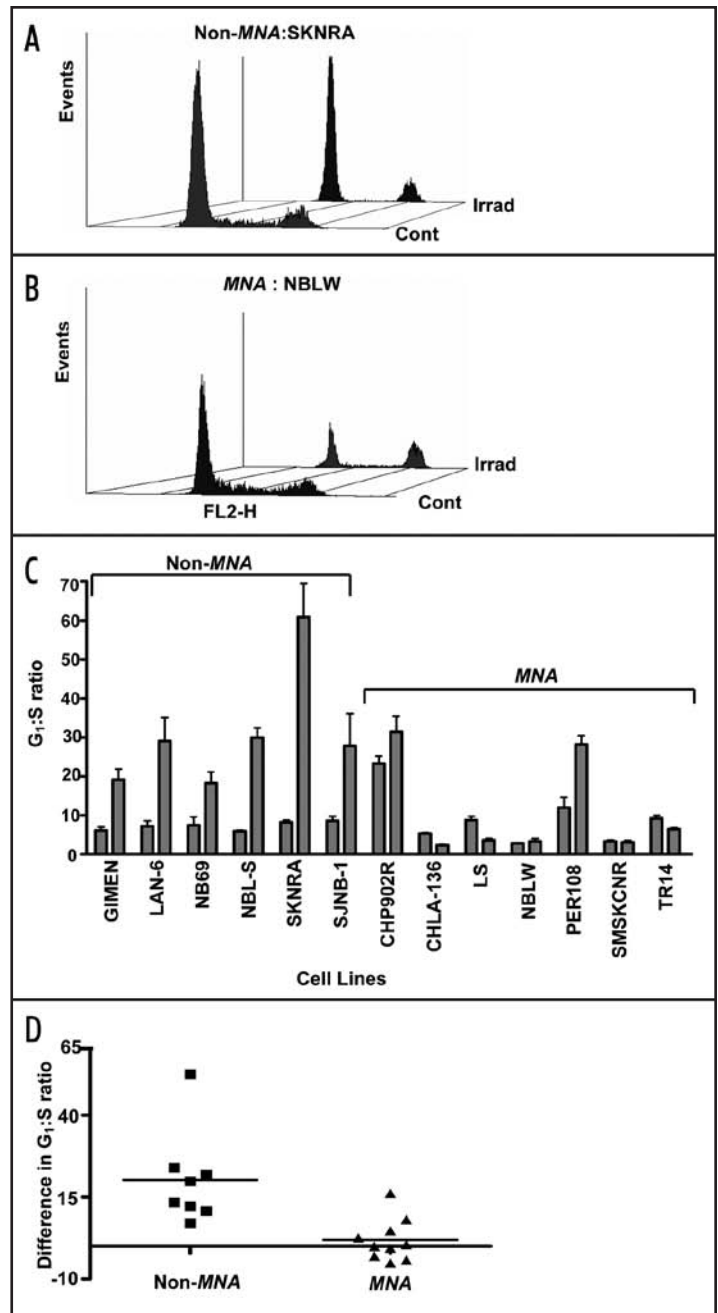 A
Non-MNA:SKNRA
Events
Irrad
Cont
B
MNA : NBLW
Events
Irrad
Cont
FL2-H
C
Non-MNA
MNA
G1:S ratio
70
60
50
40
30
20
10
0
GIMEN
LAN-6
NB69
NBL-S
SKNRA
SJNB-1
CHP902R
CHLA-136
LS
NBLW
PER108
SMSKCNR
TR14
Cell Lines
D
Difference in G1:S ratio
65
40
15
-10
Non-MNA
MNA